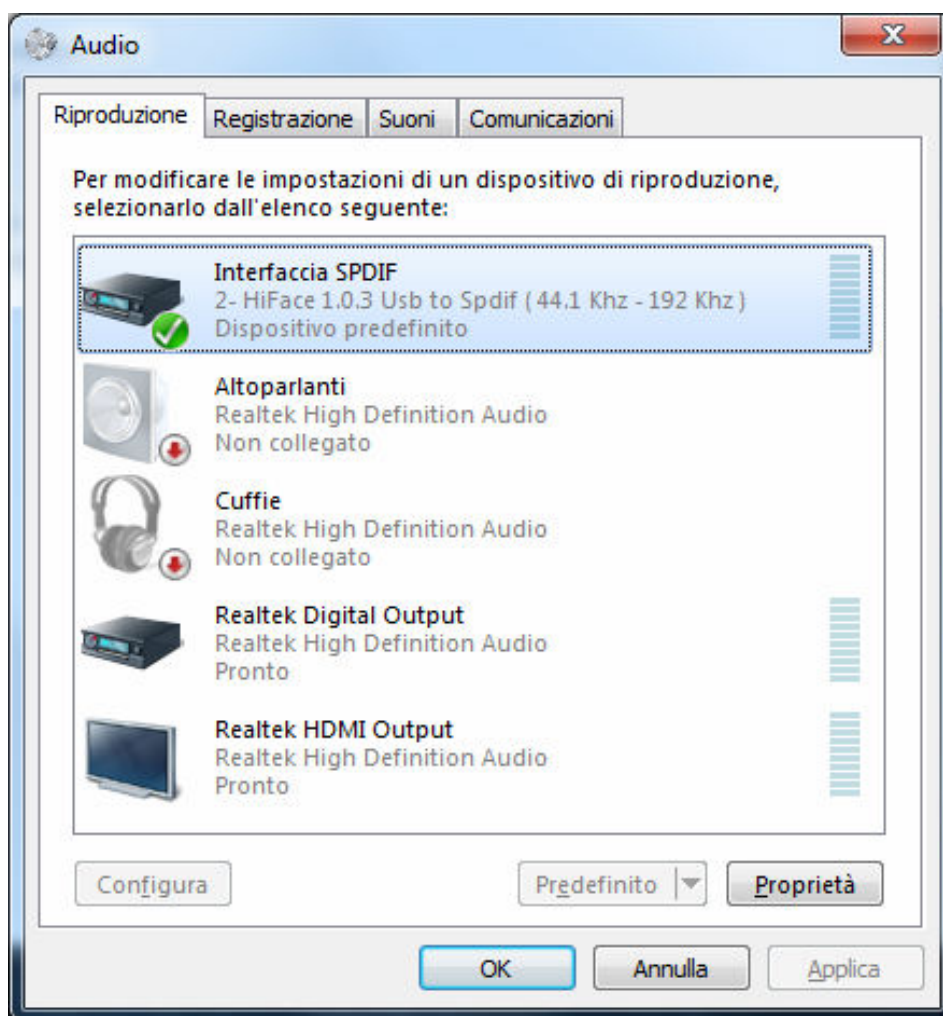 Audio
Riproduzione
Registrazione
Suoni
Comunicazioni
Per modificare le impostazioni di un dispositivo di riproduzione,
selezionarlo dall'elenco seguente:
Interfaccia SPDIF
2- HiFace 1.0.3 Usb to Spdif ( 44.1 Khz - 192 Khz )
Dispositivo predefinito
Altoparlanti
Realtek High Definition Audio
Non collegato
Cuffie
Realtek High Definition Audio
Non collegato
Realtek Digital Output
Realtek High Definition Audio
Pronto
Realtek HDMI Output
Realtek High Definition Audio
Pronto
Configura
Predefinito
Proprietà
OK
Annulla
Applica